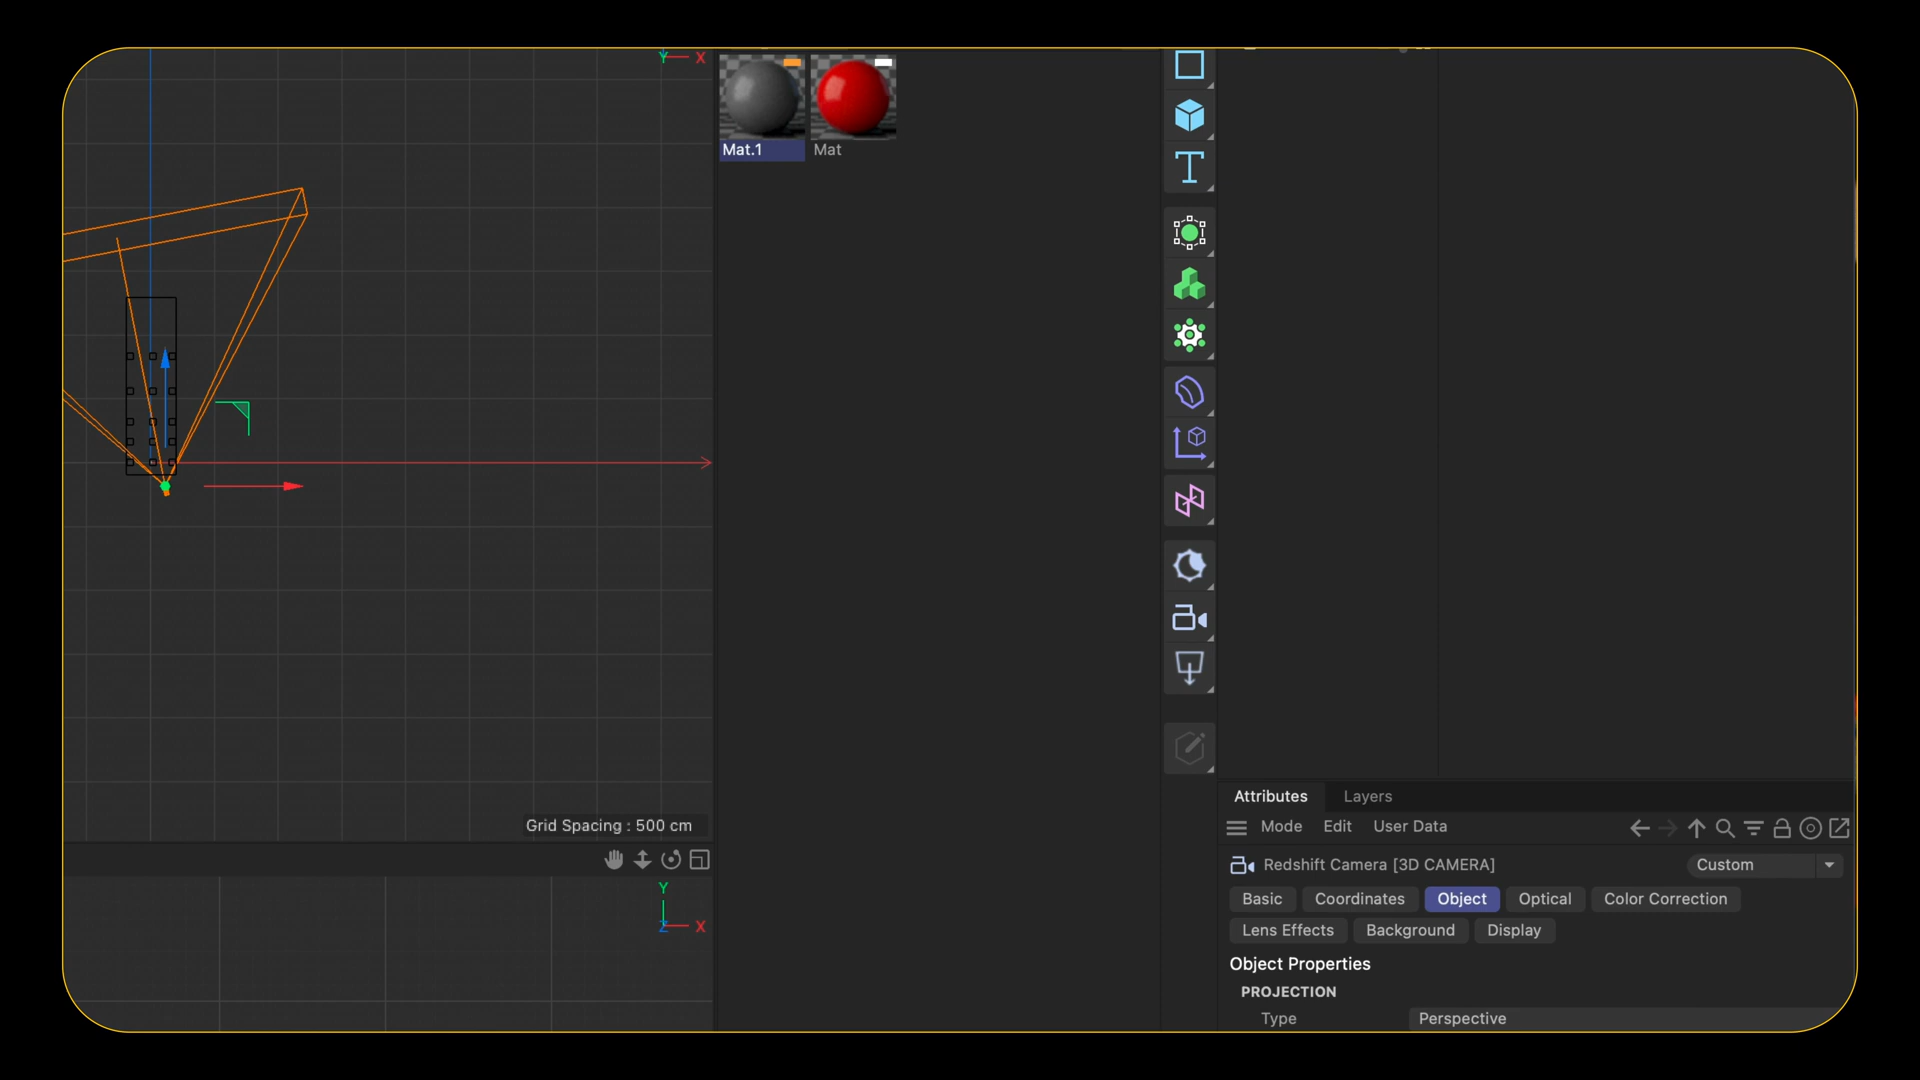 Y X
Mat.1 Mat
T
Grid Spacing : 500 cm
Y
Z X
Attributes Layers
Mode Edit User Data
Redshift Camera [3D CAMERA] Custom
Basic Coordinates Object Optical Color Correction
Lens Effects Background Display
Object Properties
PROJECTION
Type Perspective